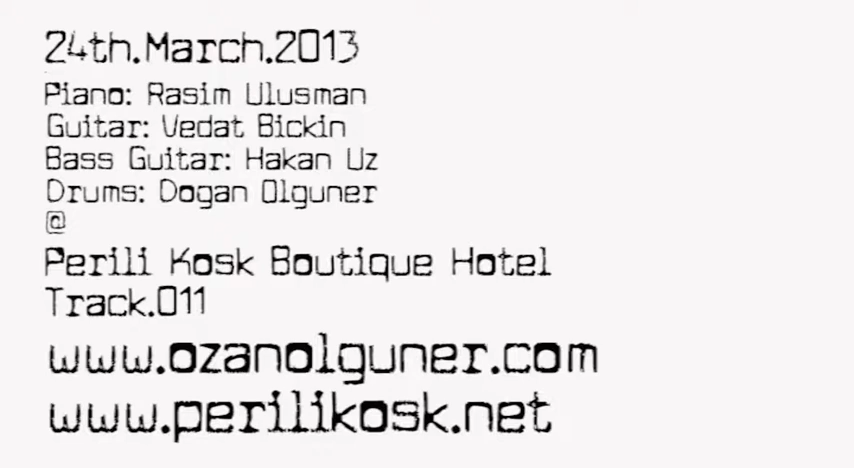 24th.March.2013
Piano: Rasim Ulusman
Guitar: Vedat Bickin
Bass Guitar: Hakan Uz
Drums: Dogan Olguner
@
Perili Kosk Boutique Hotel
Track.011
www.ozanolguner.com
www.perilikosk.net